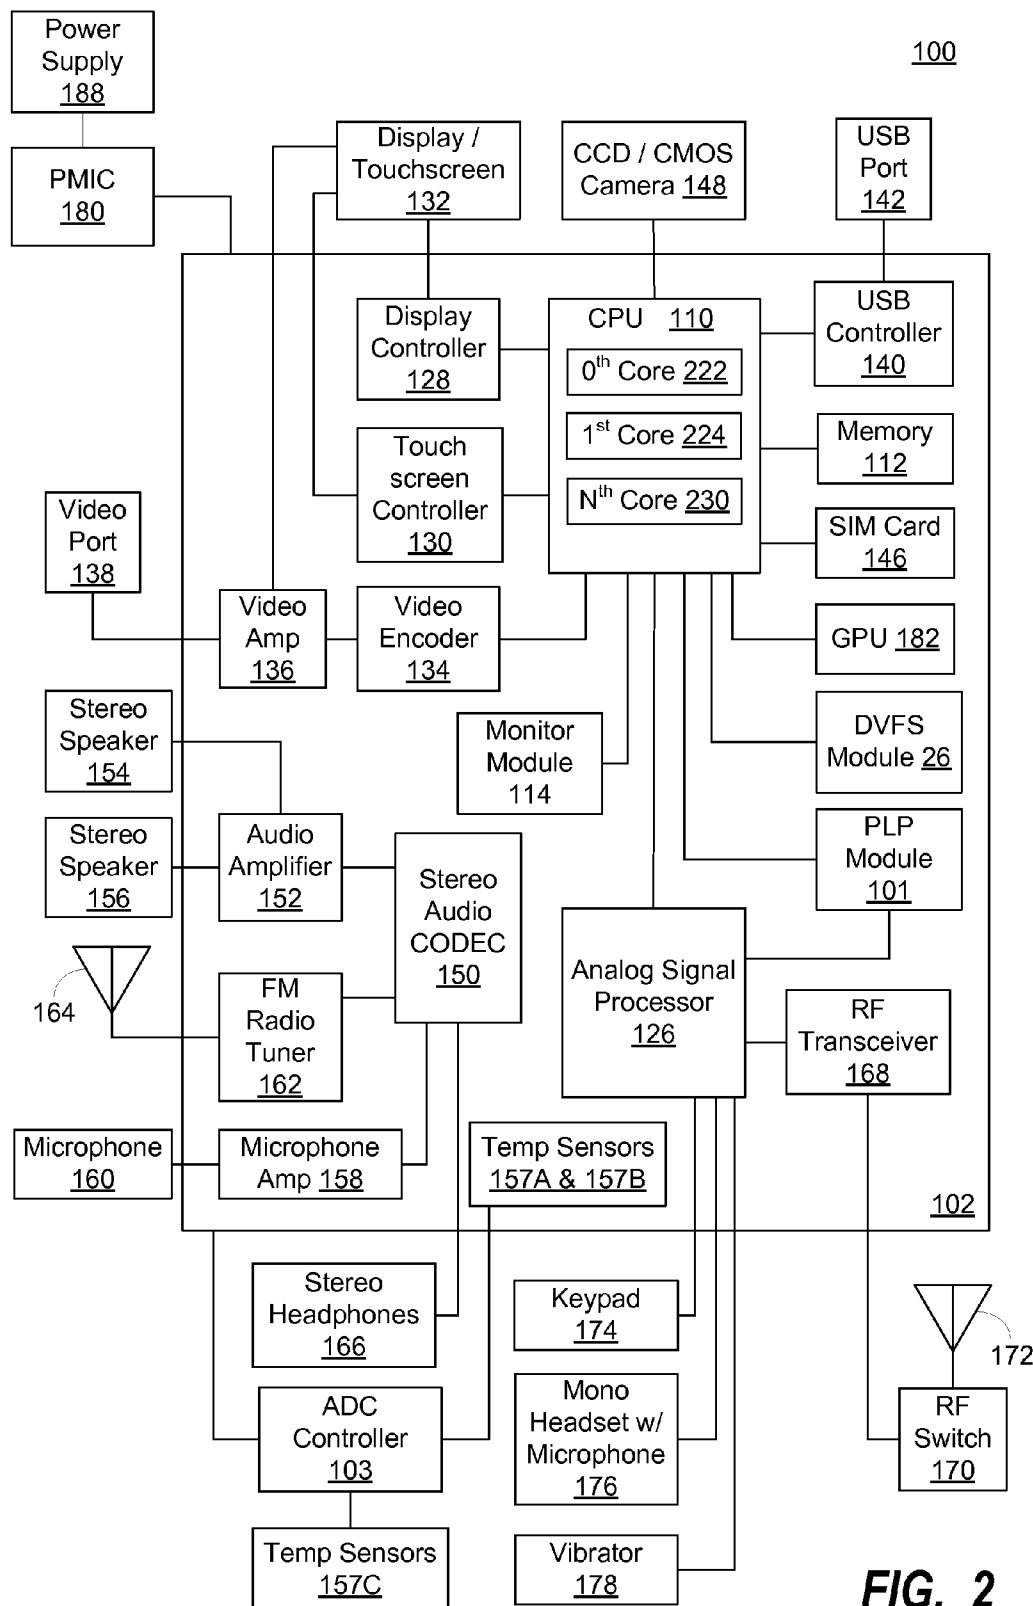 Power
Supply
188
100
PMIC
180
Display /
Touchscreen
132
CCD / CMOS
Camera 148
USB
Port
142
Display
Controller
128
CPU 110
0th Core 222
1st Core 224
Nth Core 230
USB
Controller
140
Touch
screen
Controller
130
Memory
112
SIM Card
146
Video
Port
138
Video
Amp
136
Video
Encoder
134
GPU 182
Stereo
Speaker
154
Monitor
Module
114
DVFS
Module 26
Stereo
Speaker
156
Audio
Amplifier
152
Stereo
Audio
CODEC
150
PLP
Module
101
164
FM
Radio
Tuner
162
Analog Signal
Processor
126
RF
Transceiver
168
Microphone
160
Microphone
Amp 158
Temp Sensors
157A & 157B
102
Stereo
Headphones
166
Keypad
174
172
ADC
Controller
103
Mono
Headset w/
Microphone
176
RF
Switch
170
Temp Sensors
157C
Vibrator
178
FIG. 2